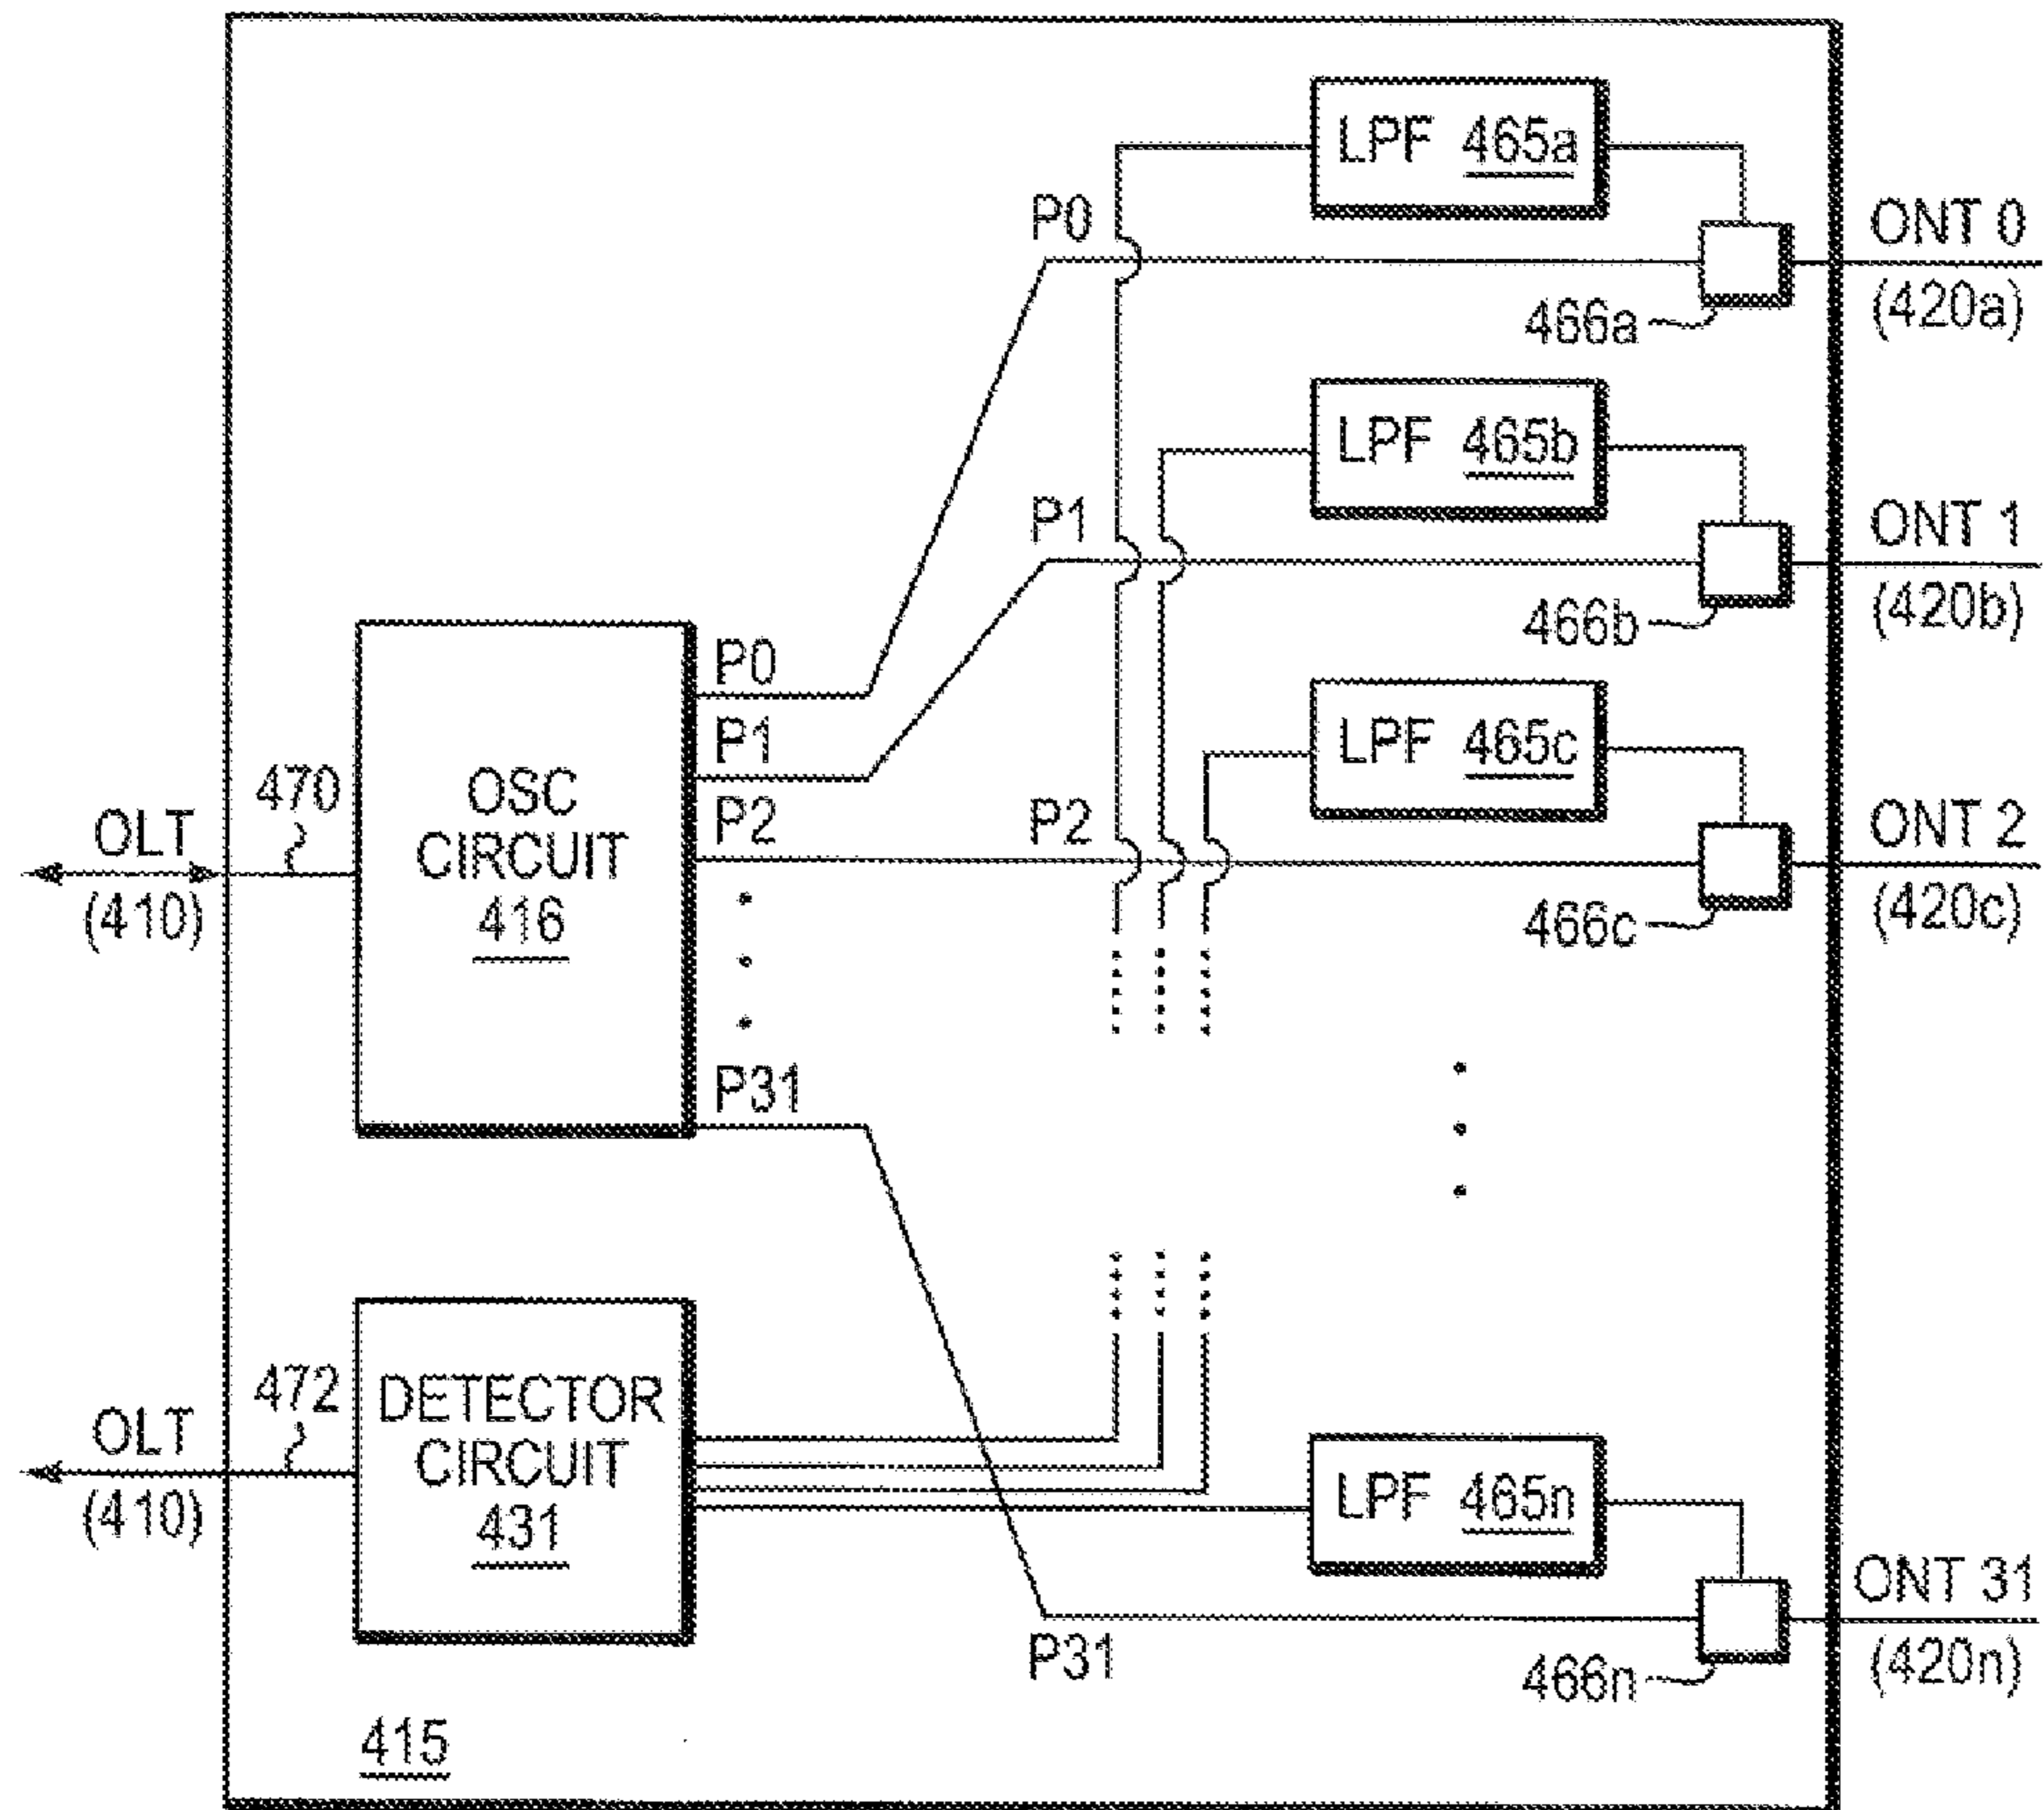 LPF 465a
P0
ONT 0
(420a)
466a
LPF 465b
P1
ONT 1
(420b)
466b
P0
LPF 465c
P1
P2
P2
ONT 2
(420c)
466c
470
OLT
(410)
OSC
CIRCUIT
416
P31
472
OLT
(410)
DETECTOR
CIRCUIT
431
LPF 465n
P31
ONT 31
(420n)
466n
415